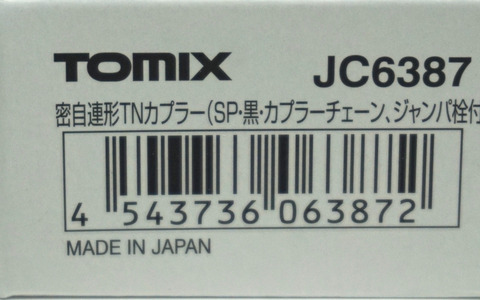 TOMIX JC6387
密自連形TNカプラー(SP・黒・カプラーチェーン、ジャンパ栓付
4 543736 063872
MADE IN JAPAN